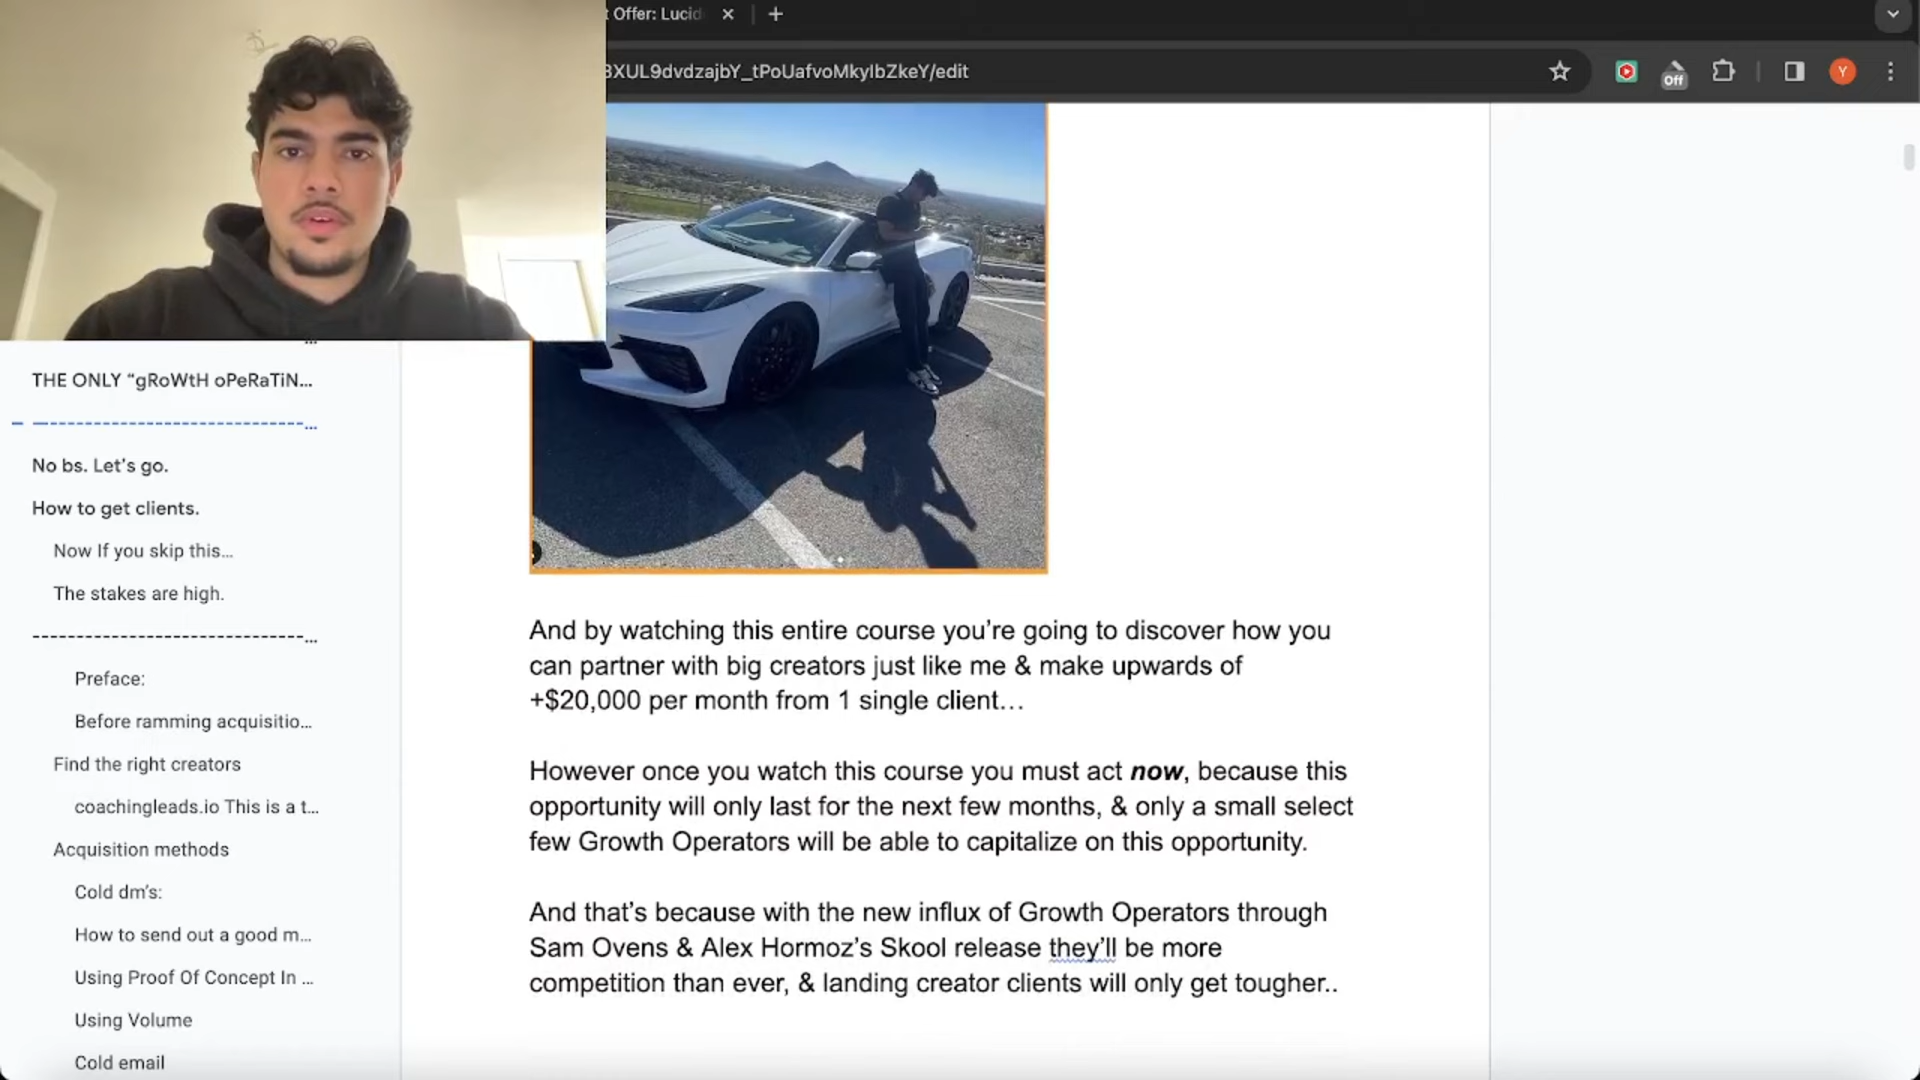 t Offer: Lucid
3XUL9dvdzajbY_tPoUafvoMkyIbZkeY/edit
Off
Y
THE ONLY “gRoWtH oPeRaTiN...
— —-----------------------------...
No bs. Let’s go.
How to get clients.
Now If you skip this...
The stakes are high.
------------------------------...
Preface:
Before ramming acquisitio...
Find the right creators
coachingleads.io This is a t...
Acquisition methods
Cold dm’s:
How to send out a good m...
Using Proof Of Concept In ...
Using Volume
Cold email
And by watching this entire course you’re going to discover how you
can partner with big creators just like me & make upwards of
+$20,000 per month from 1 single client…
However once you watch this course you must act now, because this
opportunity will only last for the next few months, & only a small select
few Growth Operators will be able to capitalize on this opportunity.
And that’s because with the new influx of Growth Operators through
Sam Ovens & Alex Hormoz’s Skool release they’ll be more
competition than ever, & landing creator clients will only get tougher..